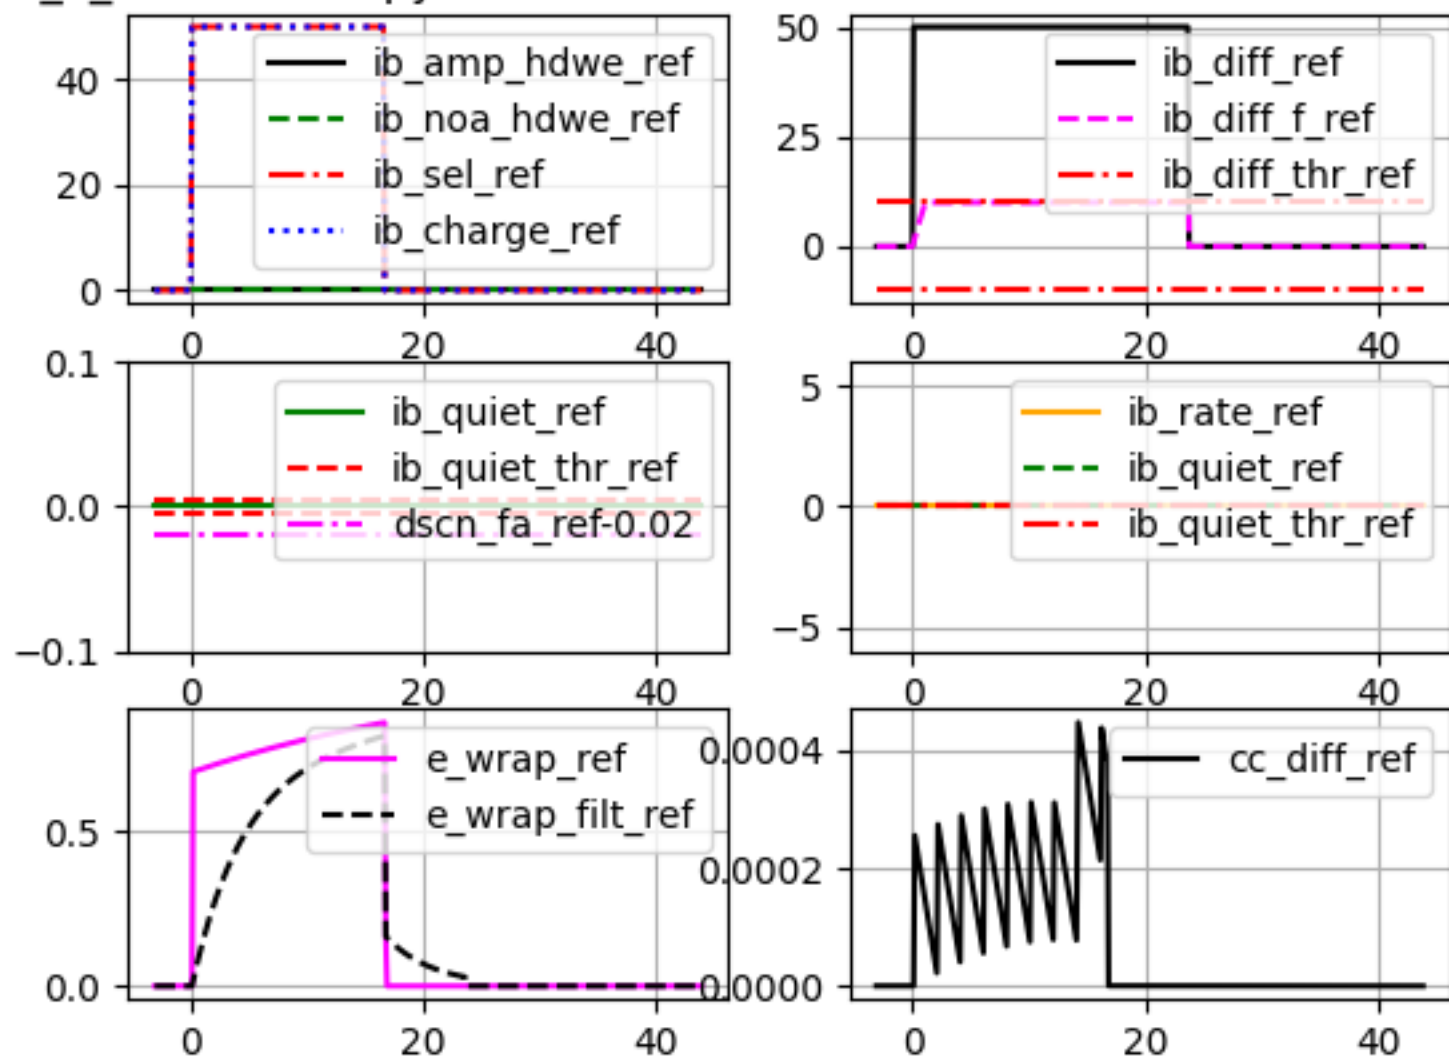 40
20
0
ib_amp_hdwe_ref
ib_noa_hdwe_ref
ib_sel_ref
ib_charge_ref
0 20 40
50
25
0
ib_diff_ref
ib_diff_f_ref
ib_diff_thr_ref
0 20 40
0.1
0.0
−0.1
ib_quiet_ref
ib_quiet_thr_ref
dscn_fa_ref-0.02
0 20 40
5
0
−5
ib_rate_ref
ib_quiet_ref
ib_quiet_thr_ref
0 20 40
0.5
0.0
e_wrap_ref
e_wrap_filt_ref
0 20 40
0.0004
0.0002
0.0000
cc_diff_ref
0 20 40